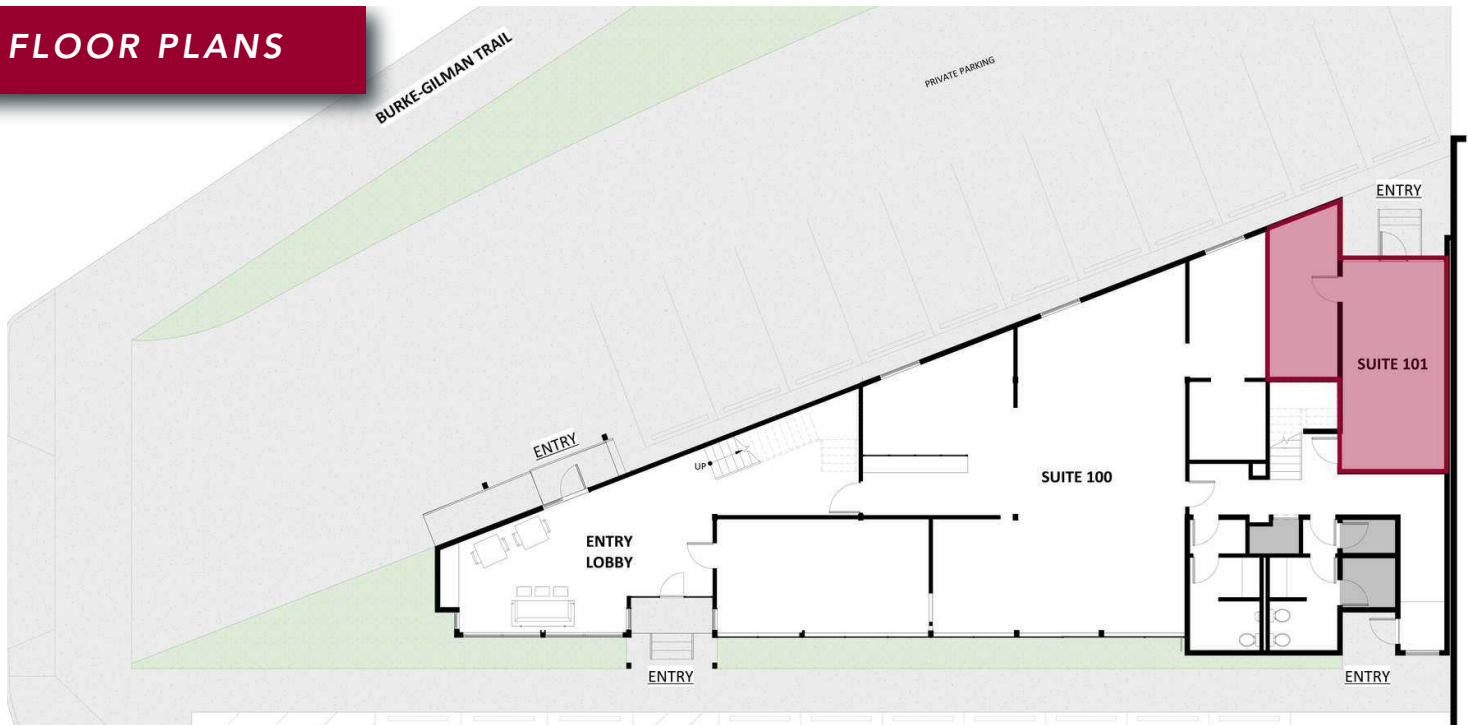 FLOOR PLANS
BURKE-GILMAN TRAIL
PRIVATE PARKING
ENTRY
SUITE 101
ENTRY
UP
SUITE 100
ENTRY
LOBBY
ENTRY
ENTRY